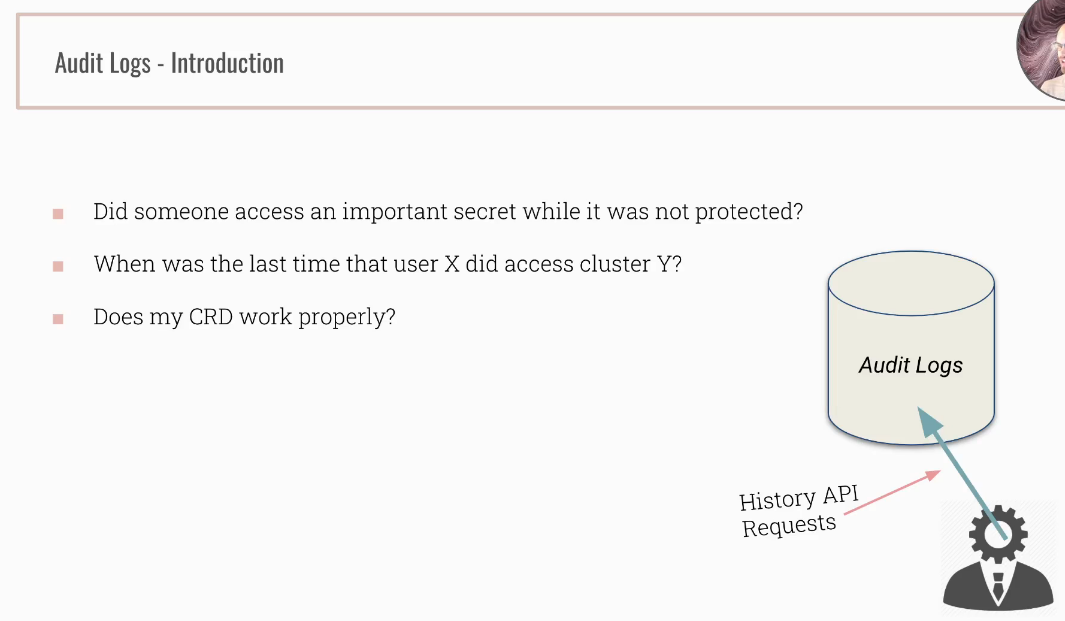 Audit Logs - Introduction
Did someone access an important secret while it was not protected?
When was the last time that user X did access cluster Y?
Does my CRD work properly?
Audit Logs
History API
Requests